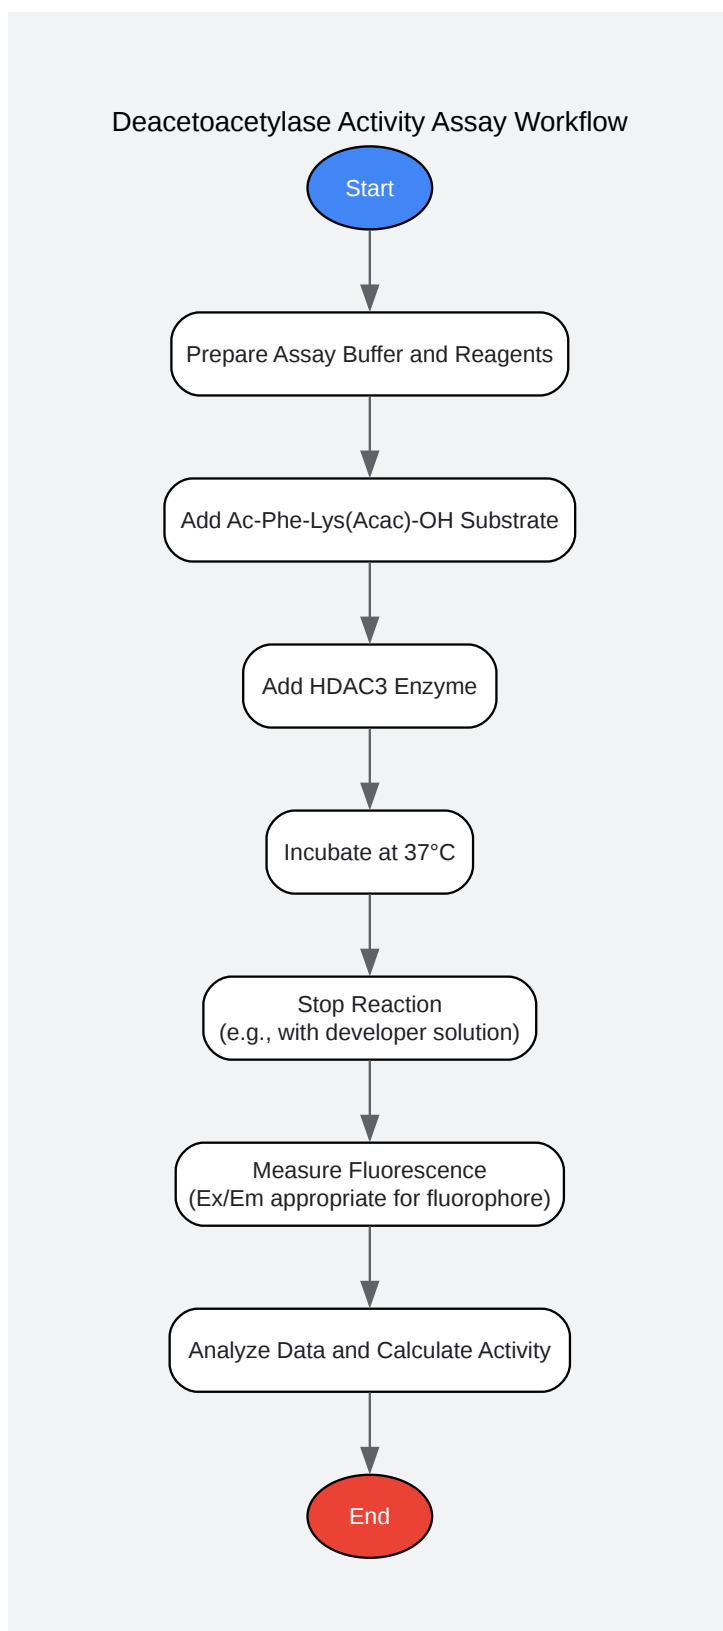 Deacetoacetylase Activity Assay Workflow
Start
Prepare Assay Buffer and Reagents
Add Ac-Phe-Lys(Acac)-OH Substrate
Add HDAC3 Enzyme
Incubate at 37°C
Stop Reaction
(e.g., with developer solution)
Measure Fluorescence
(Ex/Em appropriate for fluorophore)
Analyze Data and Calculate Activity
End